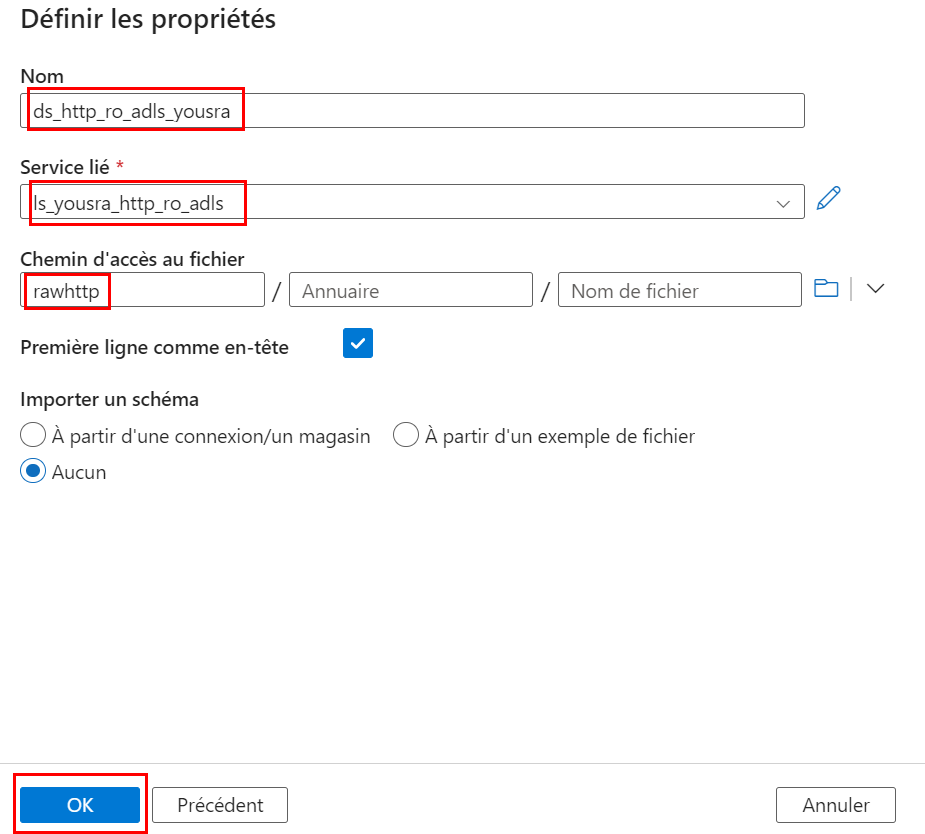 Définir les propriétés
Nom
ds_http_ro_adls_yousra
Service lié *
ls_yousra_http_ro_adls
Chemin d'accès au fichier
rawhttp / Annuaire / Nom de fichier
Première ligne comme en-tête
Importer un schéma
À partir d'une connexion/un magasin À partir d'un exemple de fichier
Aucun
OK Précédent Annuler